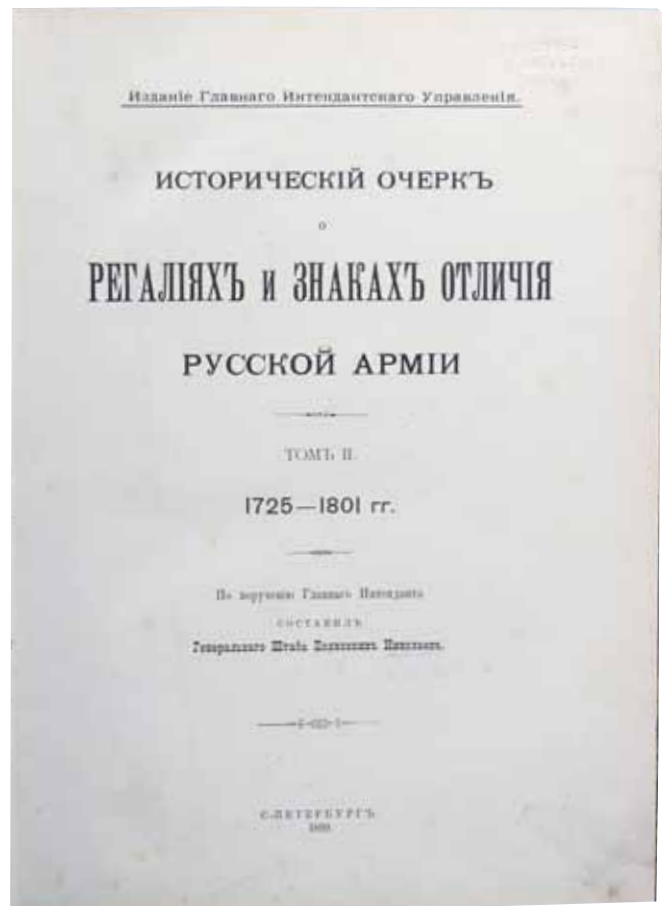 Изданіе Главнаго Интендантскаго Управленія.
ИСТОРИЧЕСКІЙ ОЧЕРКЪ
о
РЕГАЛІЯХЪ и ЗНАКАХЪ ОТЛИЧІЯ
РУССКОЙ АРМІИ
ТОМЪ II.
1725—1801 гг.
По порученію Главнаго Интенданта
СОСТАВИЛЪ
Генеральнаго Штаба Полковникъ Николаевъ.
С.-ПЕТЕРБУРГЪ